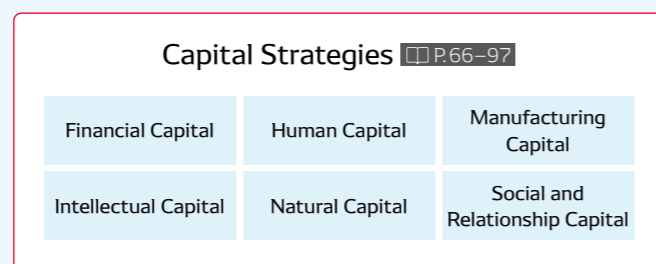 Capital Strategies P.66–97
Financial Capital
Human Capital
Manufacturing
Capital
Intellectual Capital
Natural Capital
Social and
Relationship Capital